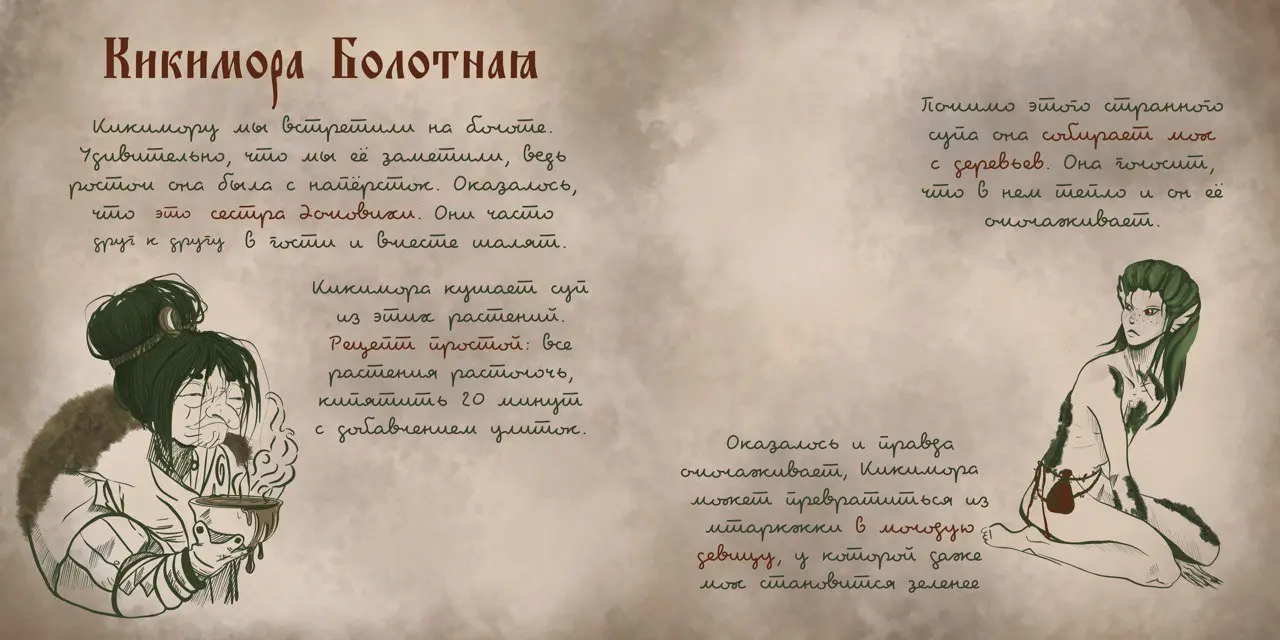 Кикимора Болотная
Кикимору мы встретили на болоте.
Удивительно, что мы её заметили, ведь
ростом она была с напёрсток. Оказалось,
что это сестра Домовихи. Они часто
друг к другу в гости и вместе шалят.
Кикимора кушает суп
из этих растений.
Рецепт простой: все
растения растолочь,
кипятить 20 минут
с добавлением улиток.
Помимо этого странного
супа она собирает мох
с деревьев. Она голосит,
что в нем тепло и он её
омолаживает.
Оказалось и правда
омолаживает, Кикимора
может превратиться из
мтаркжки в молодую
девицу, у которой даже
мох становится зеленее